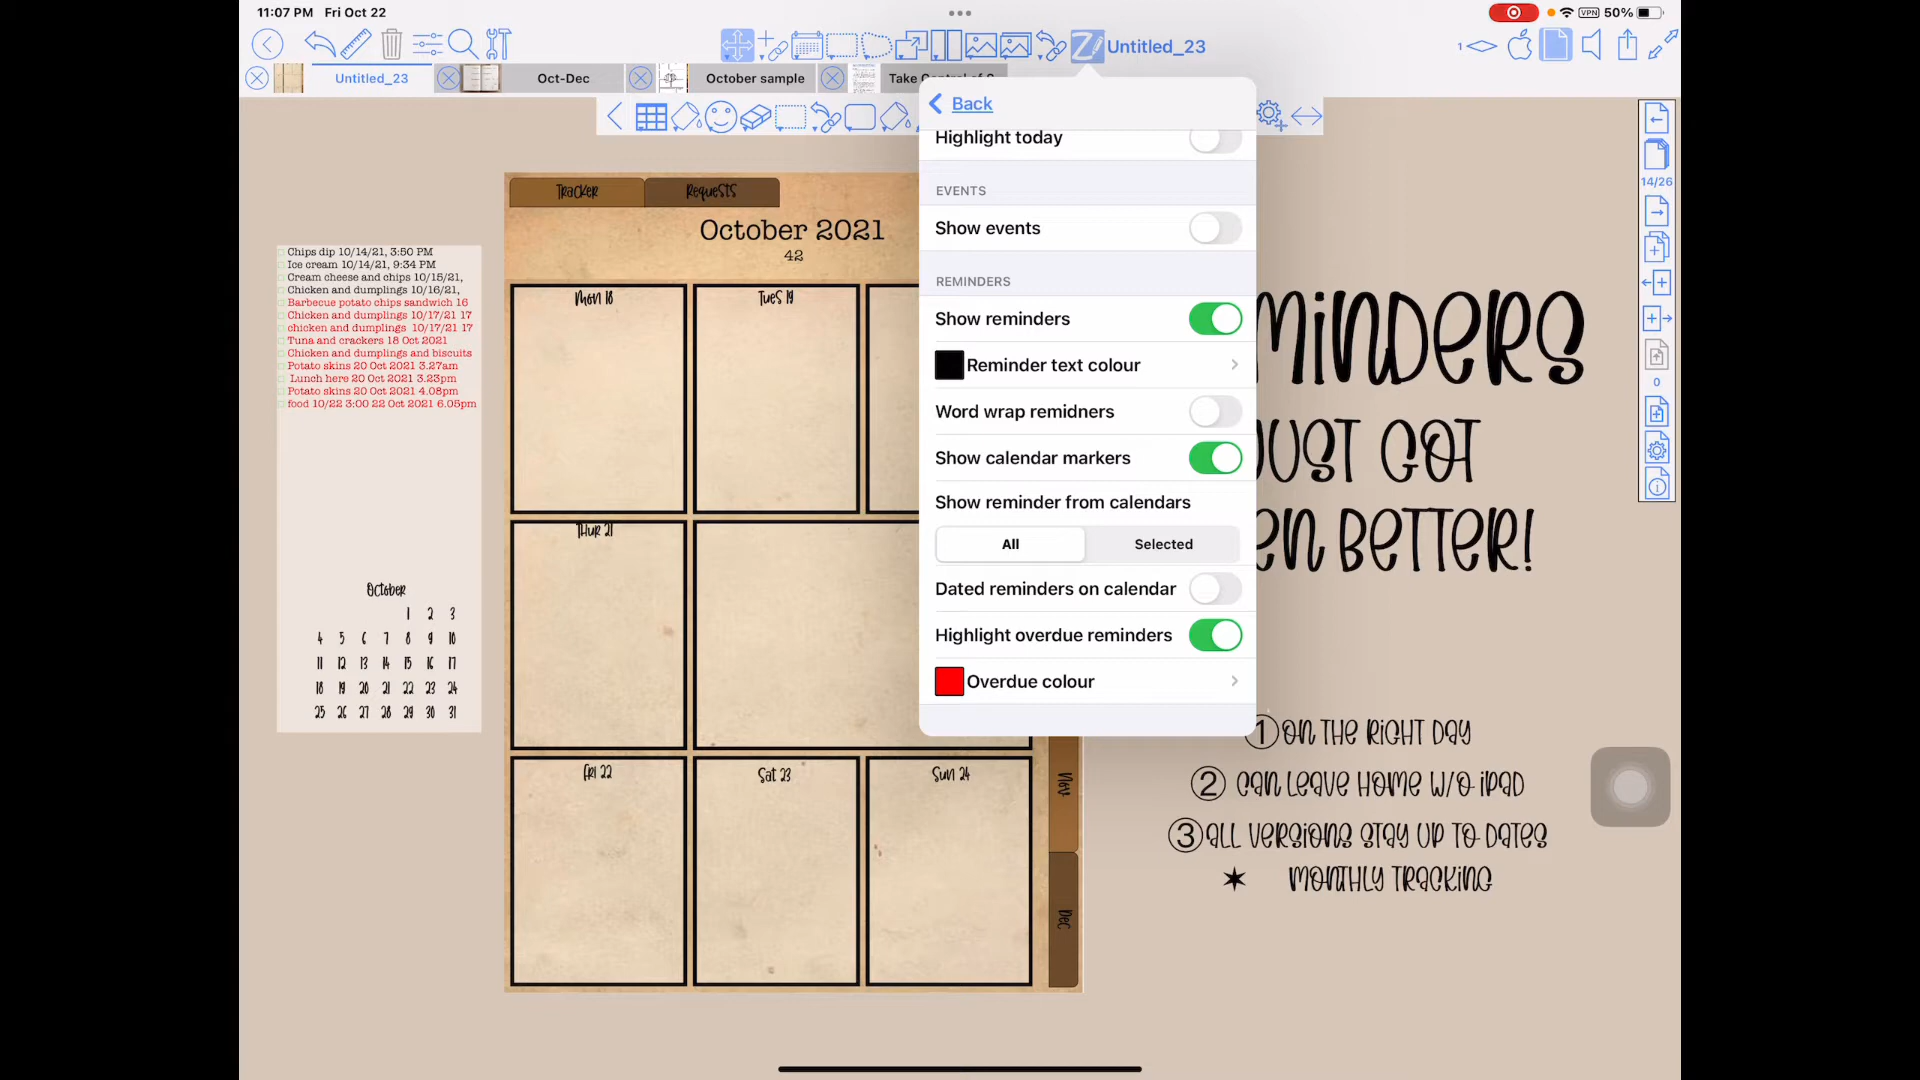 11:07 PM Fri Oct 22
VPN 50%
Untitled_23
1
Untitled_23
Oct-Dec
October sample
Take Control of
Back
Highlight today
EVENTS
Show events
REMINDERS
Show reminders
Reminder text colour
Word wrap remidners
Show calendar markers
Show reminder from calendars
All Selected
Dated reminders on calendar
Highlight overdue reminders
Overdue colour
14/26
0
Tracker Requests
October 2021
42
Mon 18 Tues 19
Thur 21
Fri 22 Sat 23 Sun 24
Nov
Dec
Chips dip 10/14/21, 3:50 PM
Ice cream 10/14/21, 9:34 PM
Cream cheese and chips 10/15/21,
Chicken and dumplings 10/16/21,
Barbecue potato chips sandwich 16
Chicken and dumplings 10/17/21 17
chicken and dumplings 10/17/21 17
Tuna and crackers 18 Oct 2021
Chicken and dumplings and biscuits
Potato skins 20 Oct 2021 3.27am
Lunch here 20 Oct 2021 3.23pm
Potato skins 20 Oct 2021 4.08pm
food 10/22 3:00 22 Oct 2021 6.05pm
October
1 2 3
4 5 6 7 8 9 10
11 12 13 14 15 16 17
18 19 20 21 22 23 24
25 26 27 28 29 30 31
MINDERS
UST GOT
EN BETTER!
① ON THE RIGHT DAY
② CAN LEAVE HOME W/O iPAD
③ ALL VERSIONS STAY UP TO DATES
✶ MONTHLY TRACKING